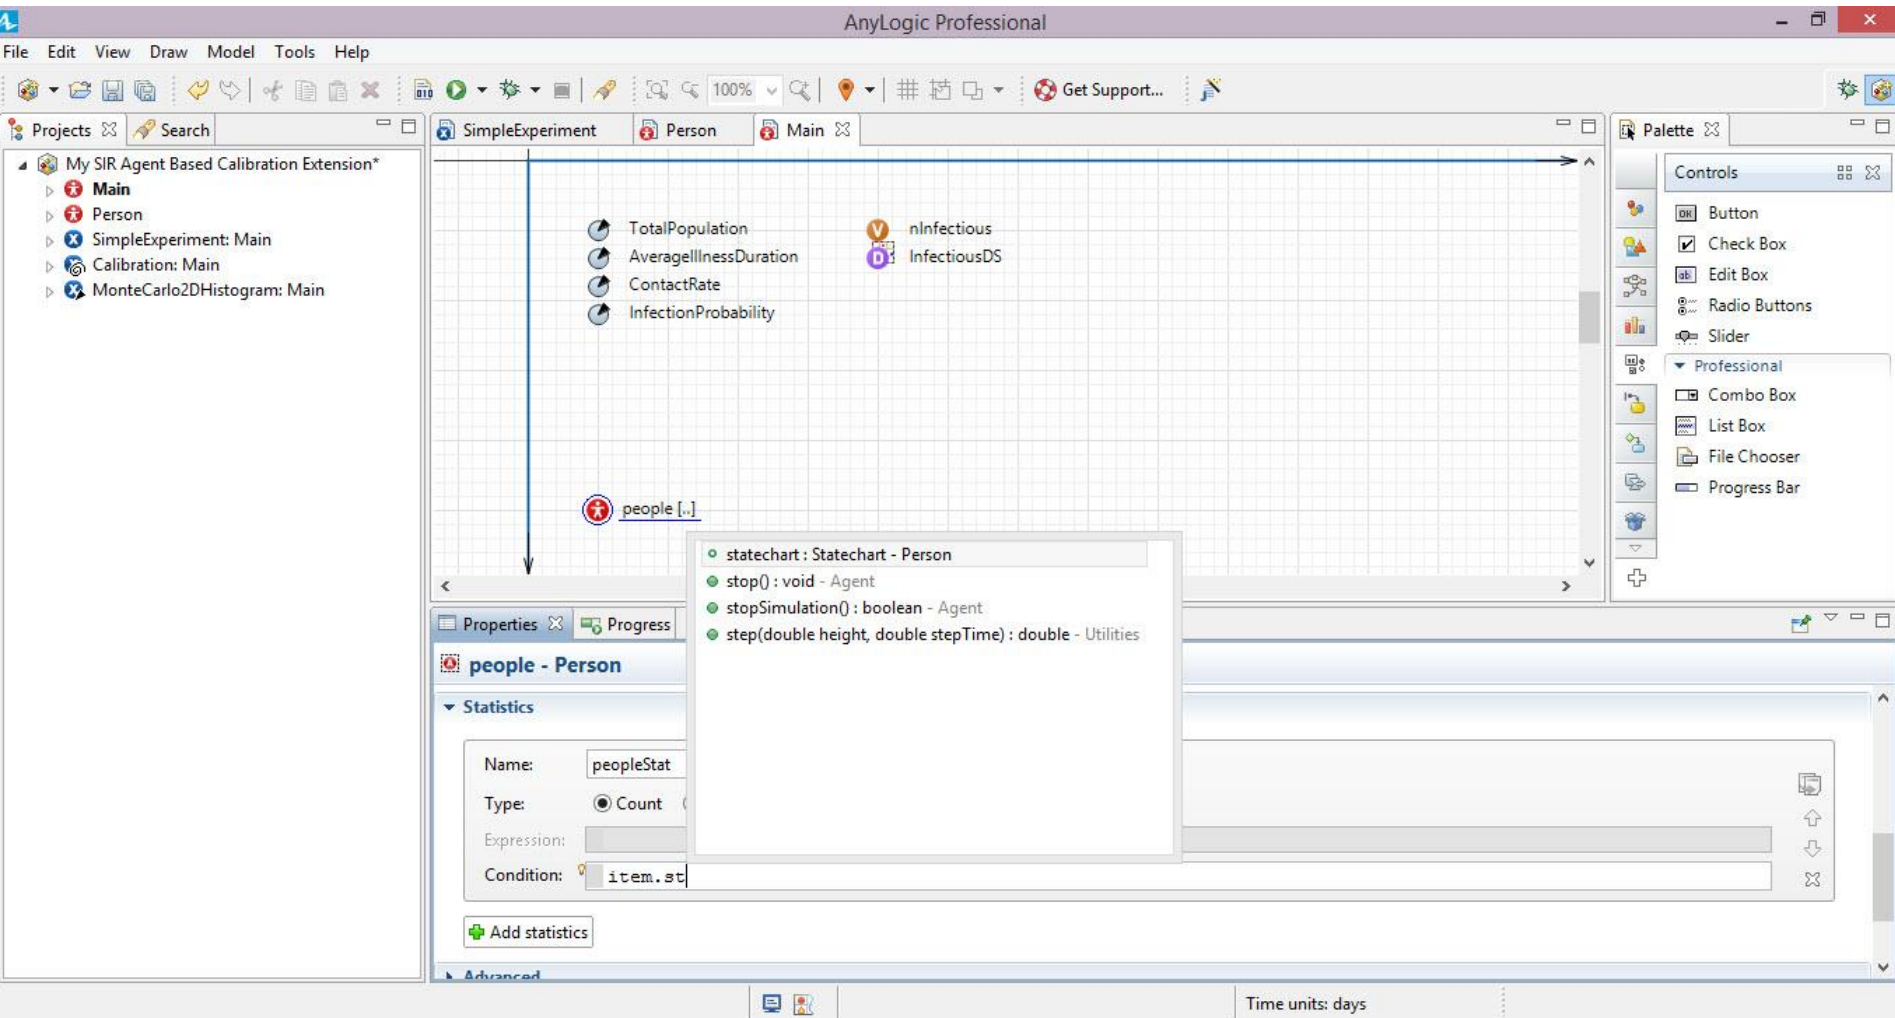 AnyLogic Professional
File Edit View Draw Model Tools Help
100%
Get Support...
Projects
Search
My SIR Agent Based Calibration Extension*
Main
Person
SimpleExperiment: Main
Calibration: Main
MonteCarlo2DHistogram: Main
SimpleExperiment
Person
Main
TotalPopulation
AverageIllnessDuration
ContactRate
InfectionProbability
V nInfectious
D InfectiousDS
people [..]
statechart : Statechart - Person
stop() : void - Agent
stopSimulation() : boolean - Agent
step(double height, double stepTime) : double - Utilities
Properties
Progress
people - Person
Statistics
Name: peopleStat
Type: Count
Expression:
Condition: item.st
Add statistics
Advanced
Palette
Controls
Button
Check Box
Edit Box
Radio Buttons
Slider
Professional
Combo Box
List Box
File Chooser
Progress Bar
Time units: days